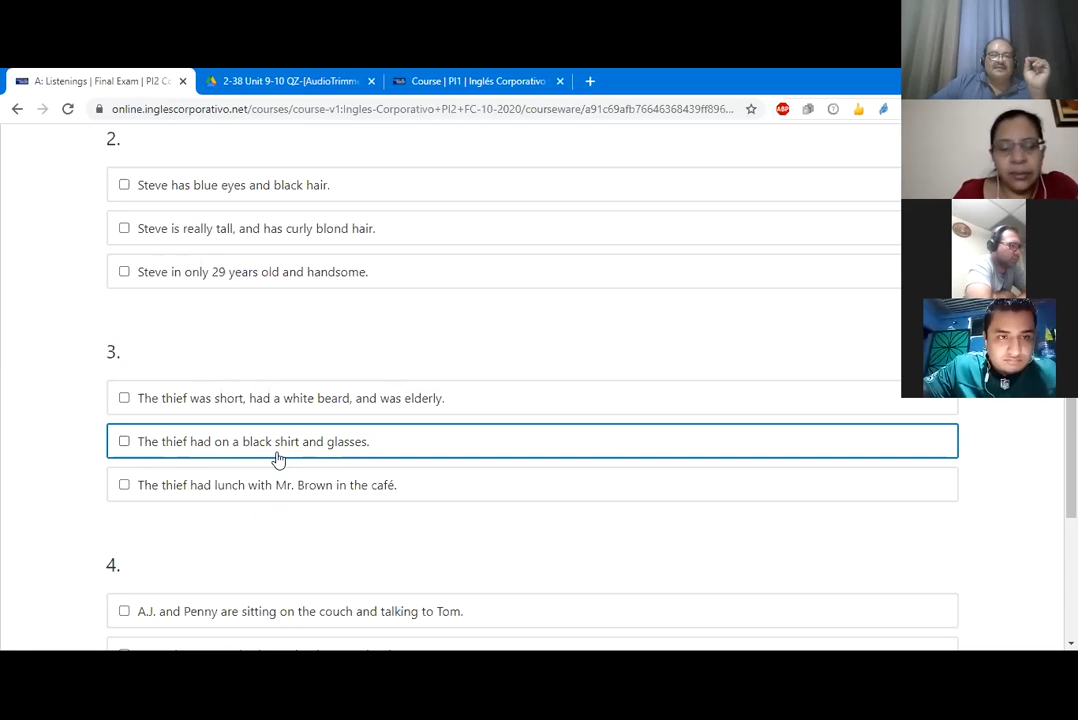 A: Listenings | Final Exam | PI2 Co
2-38 Unit 9-10 QZ-[AudioTrimme
Course | PI1 | Inglés Corporativo
online.inglescorporativo.net/courses/course-v1:Ingles-Corporativo+PI2+FC-10-2020/courseware/a91c69afb76646368439ff896...
ABP
2.
Steve has blue eyes and black hair.
Steve is really tall, and has curly blond hair.
Steve in only 29 years old and handsome.
3.
The thief was short, had a white beard, and was elderly.
The thief had on a black shirt and glasses.
The thief had lunch with Mr. Brown in the café.
4.
A.J. and Penny are sitting on the couch and talking to Tom.